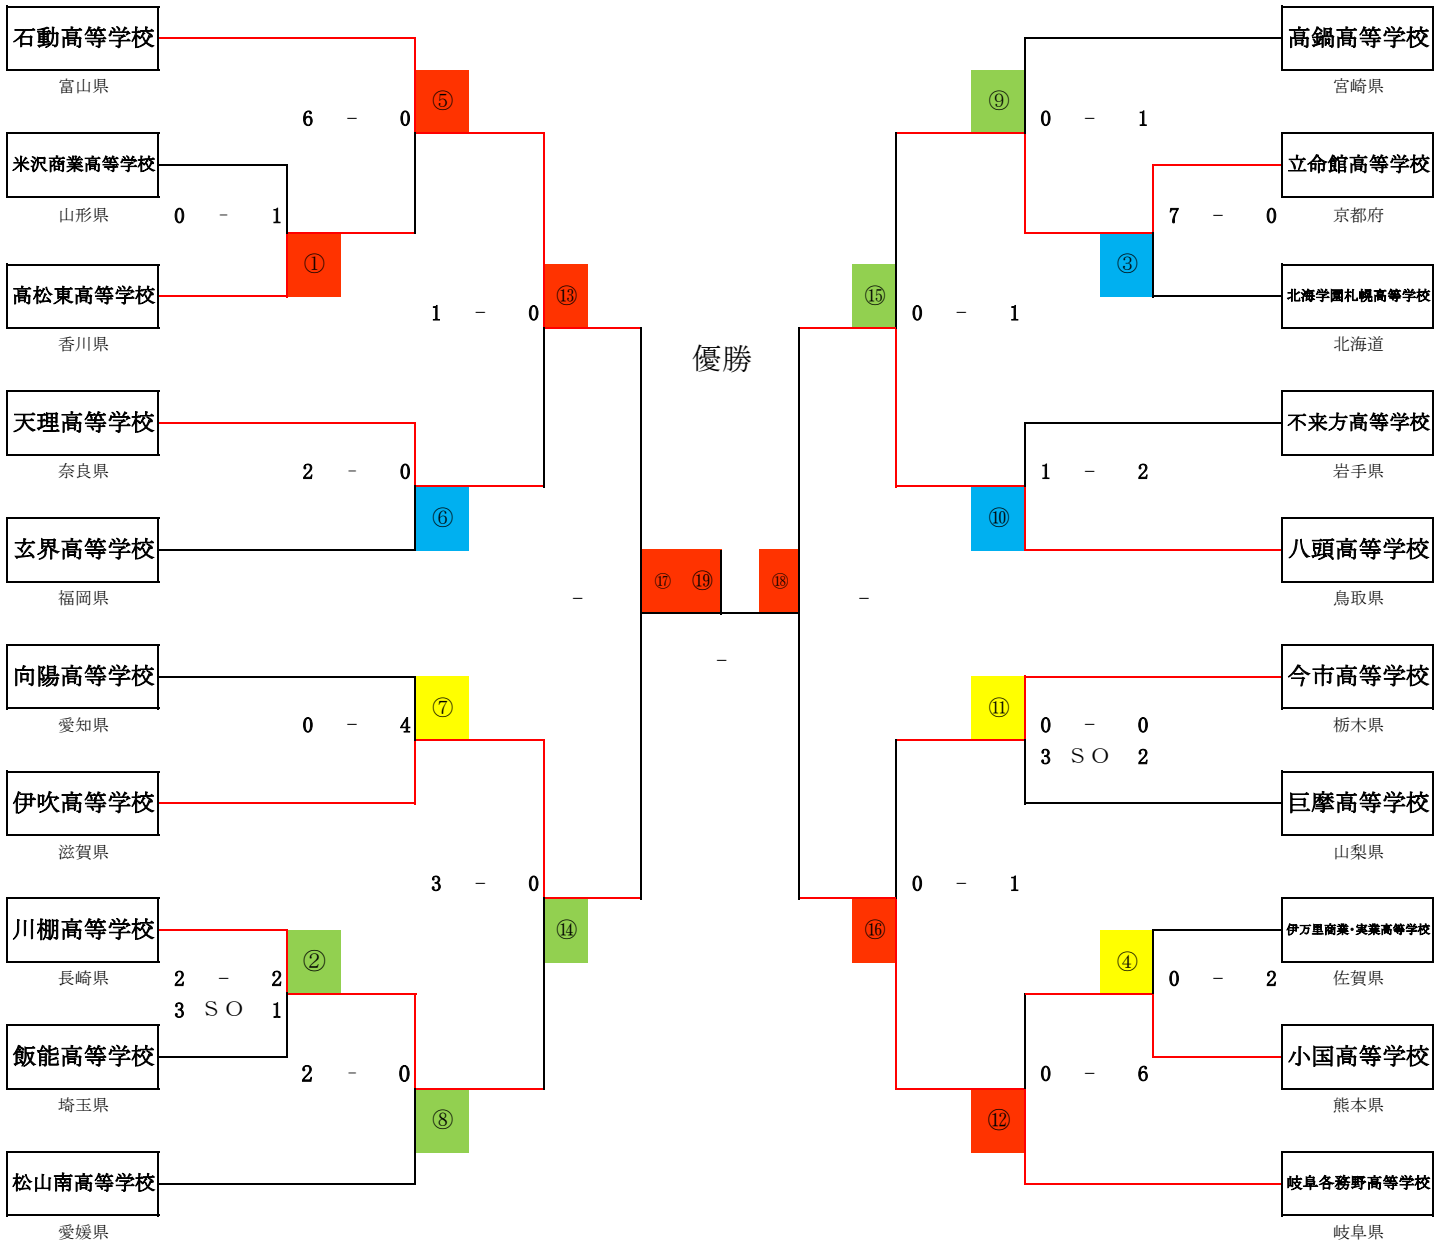 石動高等学校
富山県
⑤
6 - 0
米沢商業高等学校
山形県
0 - 1
①
高松東高等学校
香川県
⑬
1 - 0
天理高等学校
奈良県
2 - 0
⑥
玄界高等学校
福岡県
-
向陽高等学校
愛知県
⑦
0 - 4
伊吹高等学校
滋賀県
3 - 0
⑭
川棚高等学校
長崎県
②
2 - 2
3 ＳＯ 1
飯能高等学校
埼玉県
2 - 0
⑧
松山南高等学校
愛媛県
優勝
⑰ ⑲ ⑱
-
高鍋高等学校
宮崎県
⑨
0 - 1
立命館高等学校
京都府
7 - 0
③
北海学園札幌高等学校
北海道
⑮
0 - 1
不来方高等学校
岩手県
1 - 2
⑩
八頭高等学校
鳥取県
-
今市高等学校
栃木県
⑪
0 - 0
3 ＳＯ 2
巨摩高等学校
山梨県
0 - 1
⑯
伊万里商業・実業高等学校
佐賀県
④
0 - 2
小国高等学校
熊本県
0 - 6
⑫
岐阜各務野高等学校
岐阜県